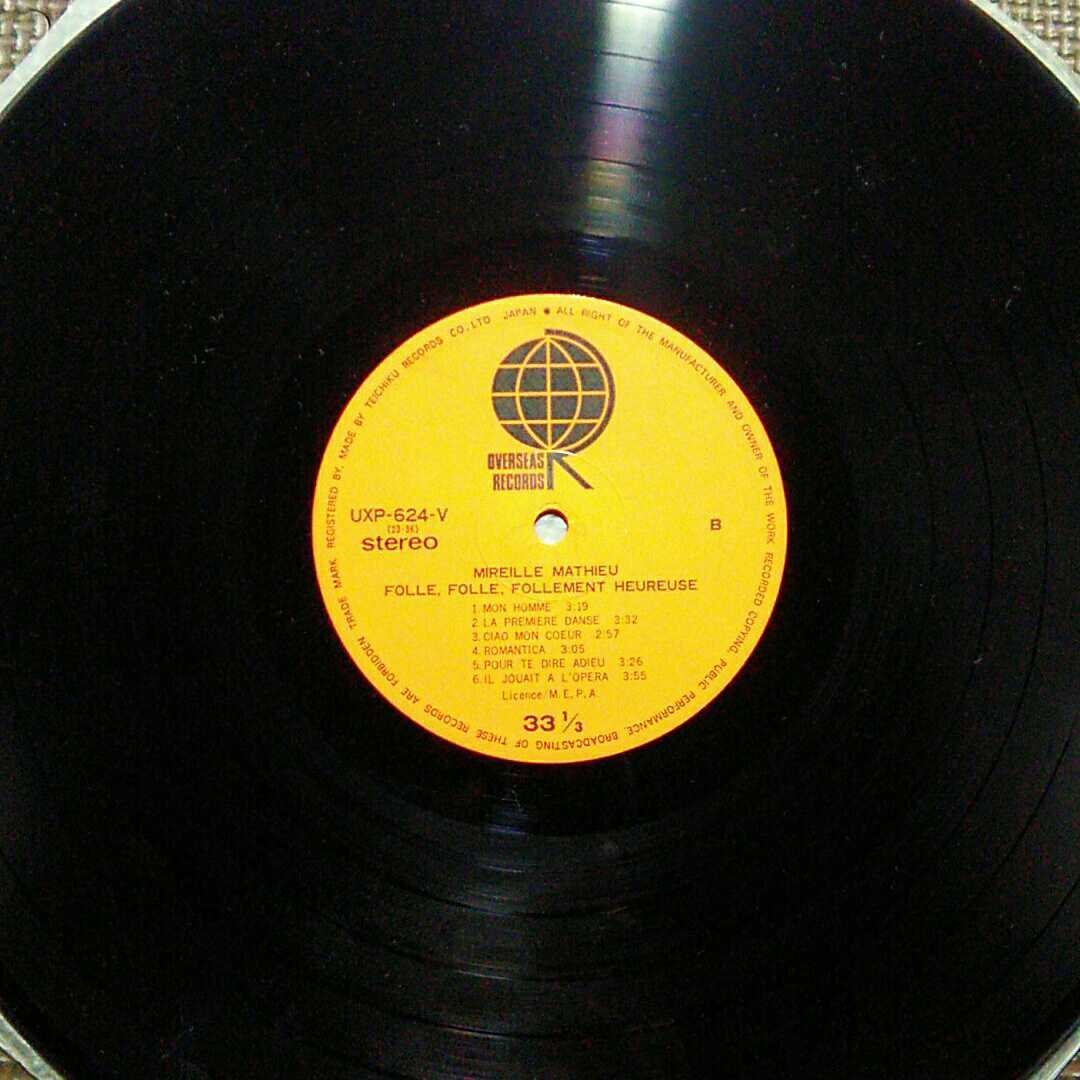 TRADE MARK REGISTERED BY, MADE BY TEICHIKU RECORDS CO., LTD JAPAN • ALL RIGHT OF THE MANUFACTURER AND OWNER OF THE WORK RECORDED COPYING, PUBLIC PERFORMANCE, BROADCASTING OF THESE RECORDS ARE FORBIDDEN
OVERSEAS
RECORDS
UXP-624-V
stereo
B
MIREILLE MATHIEU
FOLLE, FOLLE, FOLLEMENT HEUREUSE
1. MON HOMME 3:19
2. LA PREMIERE DANSE 3:32
3. CIAO MON COEUR 2:57
4. ROMANTICA 3:05
5. POUR TE DIRE ADIEU 3:26
6. IL JOUAIT A L'OPERA 3:55
Licence/M.E.P.A.
33 1/3